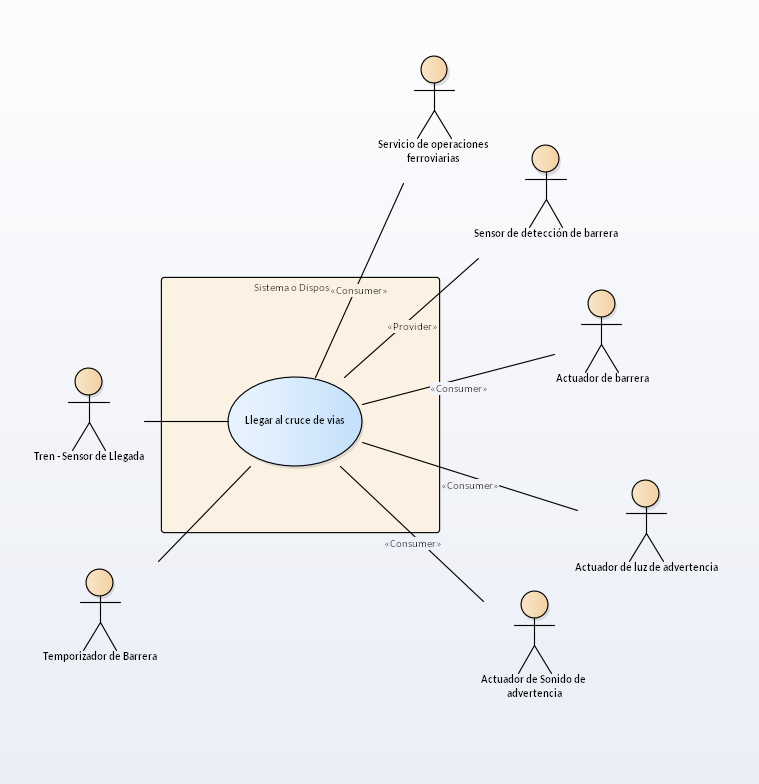 Servicio de operaciones
ferroviarias
Sensor de detección de barrera
Sistema o Dispos
«Consumer»
«Provider»
Actuador de barrera
«Consumer»
Llegar al cruce de vias
Tren - Sensor de Llegada
«Consumer»
«Consumer»
Actuador de luz de advertencia
Temporizador de Barrera
Actuador de Sonido de
advertencia